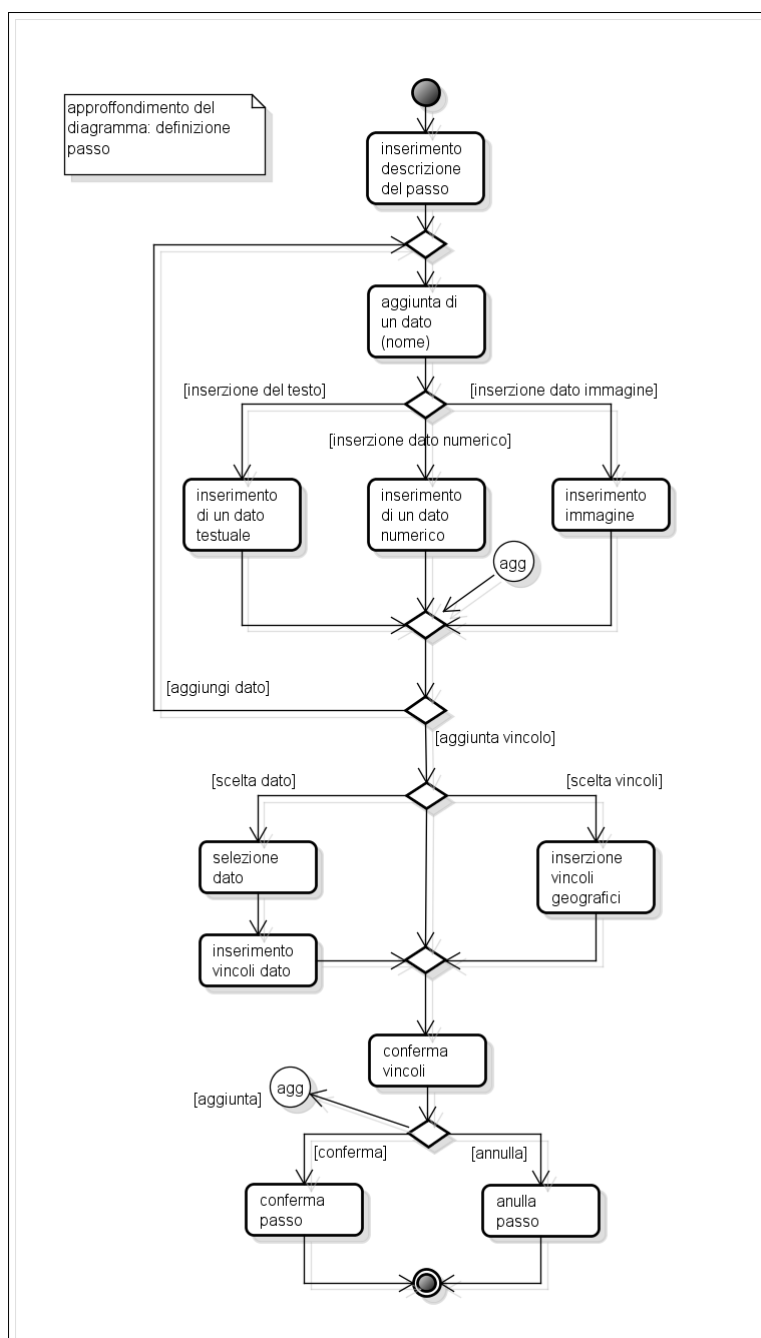 approffondimento del
diagramma: definizione
passo
inserimento
descrizione
del passo
aggiunta di
un dato
(nome)
[inserzione del testo]
[inserzione dato immagine]
[inserzione dato numerico]
inserimento
di un dato
testuale
inserimento
di un dato
numerico
inserimento
immagine
agg
[aggiungi dato]
[aggiunta vincolo]
[scelta dato]
[scelta vincoli]
selezione
dato
inserzione
vincoli
geografici
inserimento
vincoli dato
conferma
vincoli
agg
[aggiunta]
[conferma]
[annulla]
conferma
passo
anulla
passo